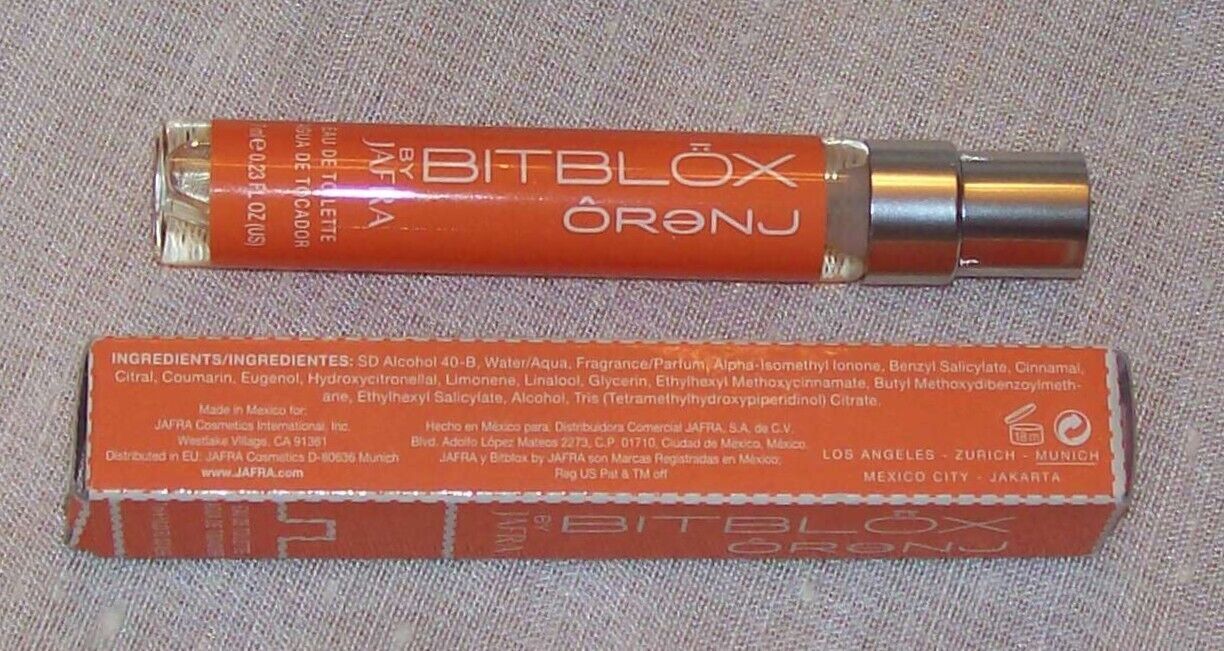 BITBLÖX
ÔRƏNJ
BY
JAFRA
EAU DE TOILETTE
AGUA DE TOCADOR
ml e 0.23 FL OZ (US)
INGREDIENTS/INGREDIENTES: SD Alcohol 40-B, Water/Aqua, Fragrance/Parfum, Alpha-Isomethyl Ionone, Benzyl Salicylate, Cinnamal,
Citral, Coumarin, Eugenol, Hydroxycitronellal, Limonene, Linalool, Glycerin, Ethylhexyl Methoxycinnamate, Butyl Methoxydibenzoylmeth-
ane, Ethylhexyl Salicylate, Alcohol, Tris (Tetramethylhydroxypiperidinol) Citrate.
Made in Mexico for:
JAFRA Cosmetics International, Inc.
Westlake Village, CA 91361
Distributed in EU: JAFRA Cosmetics D-80636 Munich
www.JAFRA.com
Hecho en México para: Distribuidora Comercial JAFRA, S.A. de C.V.
Blvd. Adolfo López Mateos 2273, C.P. 01710, Ciudad de México, México.
JAFRA y Bitblox by JAFRA son Marcas Registradas en México;
Reg US Pat & TM off
18 m
LOS ANGELES - ZURICH - MUNICH
MEXICO CITY - JAKARTA
BITBLÖX
ÔRƏNJ
BY
JAFRA